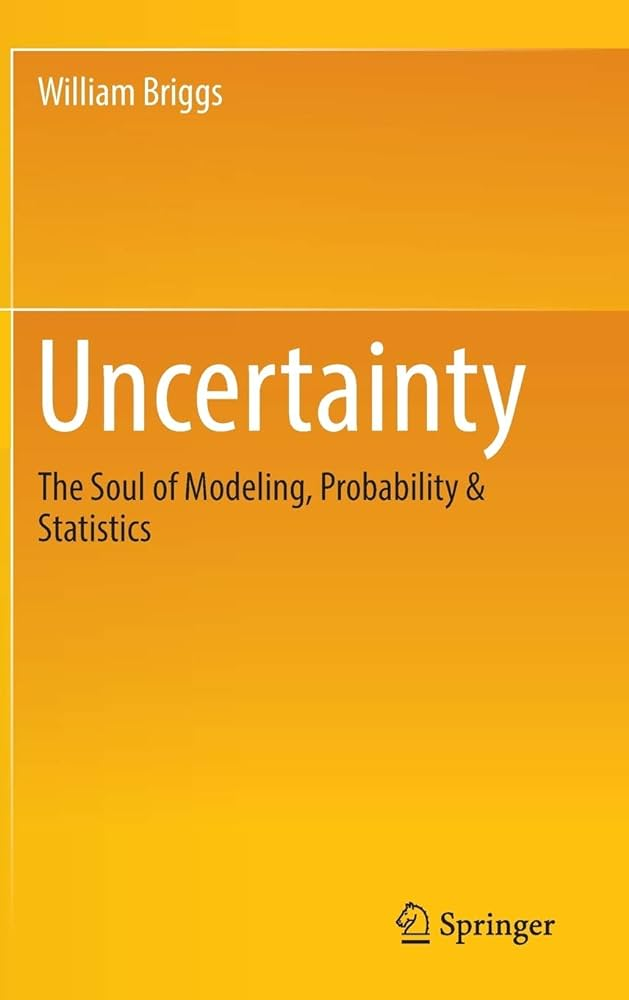 William Briggs
Uncertainty
The Soul of Modeling, Probability &
Statistics
Springer